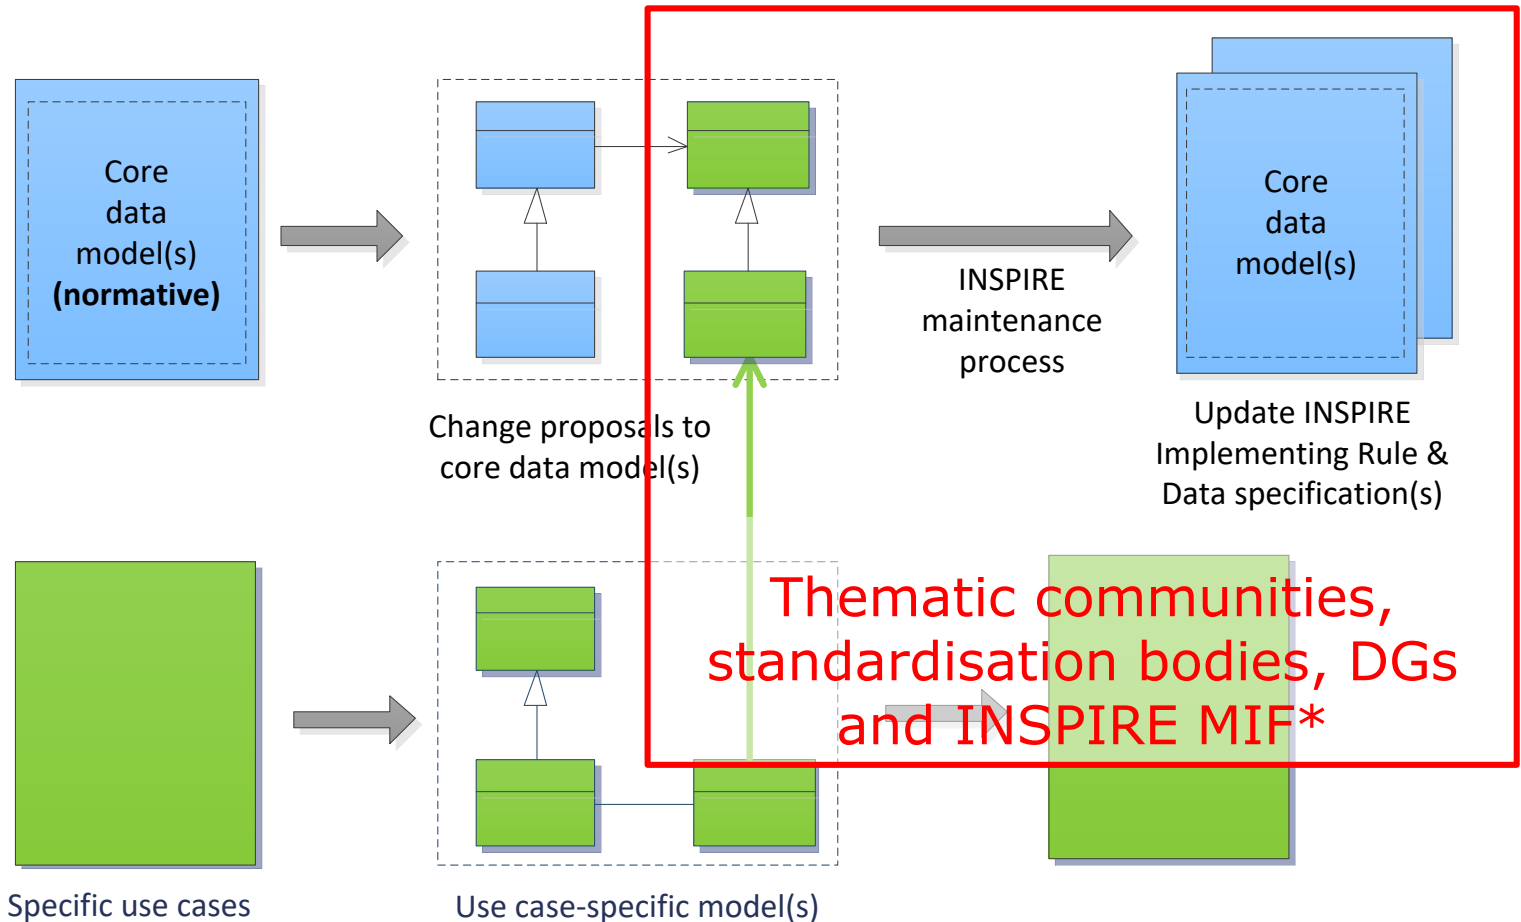 Core
data
model(s)
(normative)
Change proposals to
core data model(s)
INSPIRE
maintenance
process
Core
data
model(s)
Update INSPIRE
Implementing Rule &
Data specification(s)
Thematic communities,
standardisation bodies, DGs
and INSPIRE MIF*
Specific use cases
Use case-specific model(s)